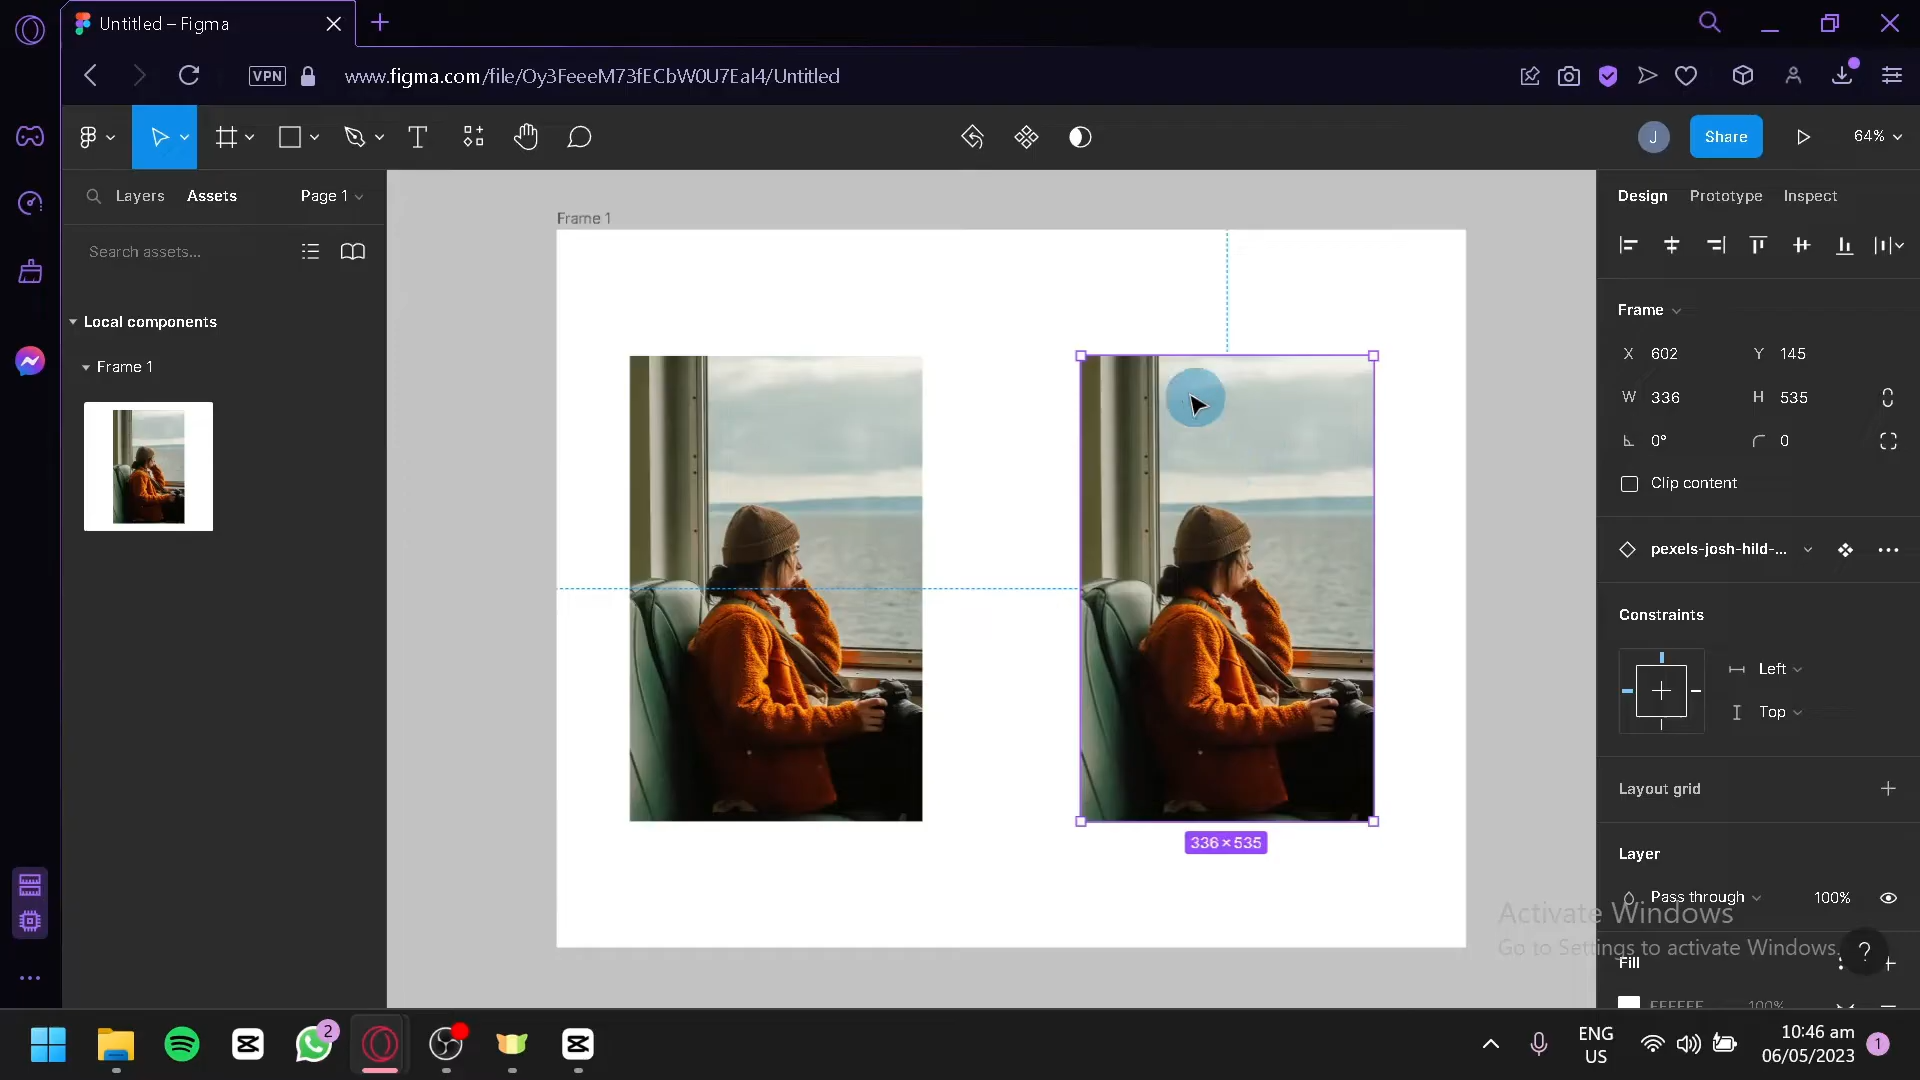 Untitled – Figma
VPN
www.figma.com/file/Oy3FeeeM73fECbW0U7Eal4/Untitled
J
Share
64%
Layers
Assets
Page 1
Search assets...
Local components
Frame 1
Frame 1
336 × 535
Design
Prototype
Inspect
Frame
X 602
Y 145
W 336
H 535
0°
0
Clip content
pexels-josh-hild-...
Constraints
Left
Top
Layout grid
Layer
Pass through
100%
Activate Windows
Go to Settings to activate Windows.
Fill
?
FFFFFF
100%
2
ENG
US
10:46 am
06/05/2023
1